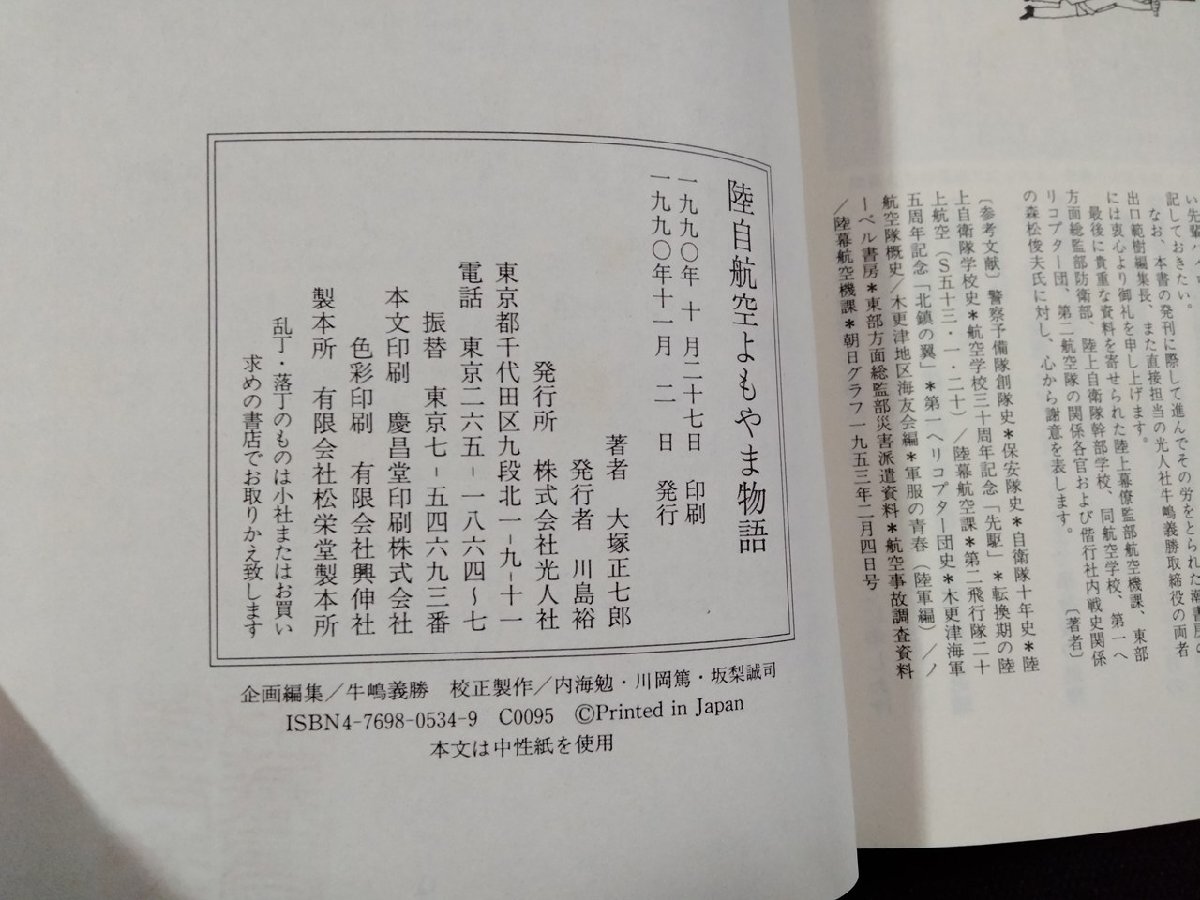 い先輩
記しておきたい。
なお、本書の発刊に際して進んでその労をとられた潮書房の
出口範樹編集長、また直接担当の光人社牛嶋義勝取締役の両者
には衷心より御礼を申し上げます。
最後に貴重な資料を寄せられた陸上幕僚監部航空機課、東部
方面総監部防衛部、陸上自衛隊幹部学校、同航空学校、第一ヘ
リコプター団、第二航空隊の関係各官および偕行社内戦史関係
の森松俊夫氏に対し、心から謝意を表します。
〔著者〕
〔参考文献〕警察予備隊創隊史＊保安隊史＊自衛隊十年史＊陸
上自衛隊学校史＊航空学校三十周年記念「先駆」＊転換期の陸
上航空（S五十三・一・二十）／陸幕航空課＊第二飛行隊二十
五周年記念「北鎮の翼」＊第一ヘリコプター団史＊木更津海軍
航空隊概史／木更津地区海友会編＊軍服の青春（陸軍編）／ノ
ーベル書房＊東部方面総監部災害派遣資料＊航空事故調査資料
／陸幕航空機課＊朝日グラフ一九五三年二月四日号
陸自航空よもやま物語
一九九〇年 十 月二十七日 印刷
一九九〇年十一月 二 日 発行
著者 大塚正七郎
発行者 川島裕
発行所 株式会社光人社
東京都千代田区九段北一-九-十一
電話 東京二六五-一八六四～七
振替 東京七-五四六九三番
本文印刷 慶昌堂印刷株式会社
色彩印刷 有限会社興伸社
製本所 有限会社松栄堂製本所
乱丁・落丁のものは小社またはお買い
求めの書店でお取りかえ致します
企画編集／牛嶋義勝 校正製作／内海勉・川岡篤・坂梨誠司
ISBN4-7698-0534-9 C0095 ©Printed in Japan
本文は中性紙を使用